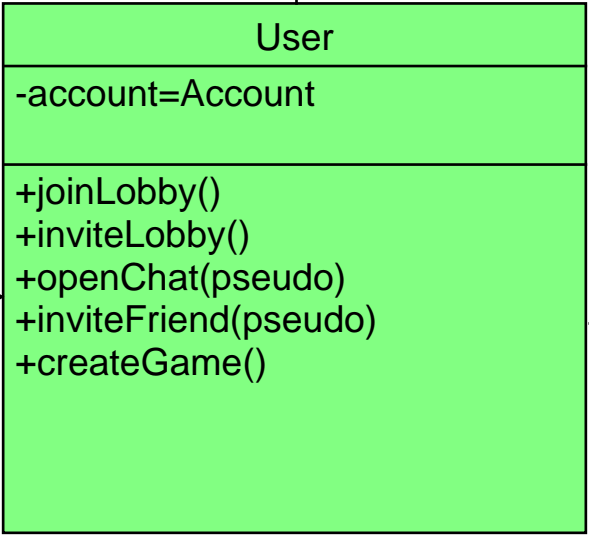 User
-account=Account
+joinLobby()
+inviteLobby()
+openChat(pseudo)
+inviteFriend(pseudo)
+createGame()